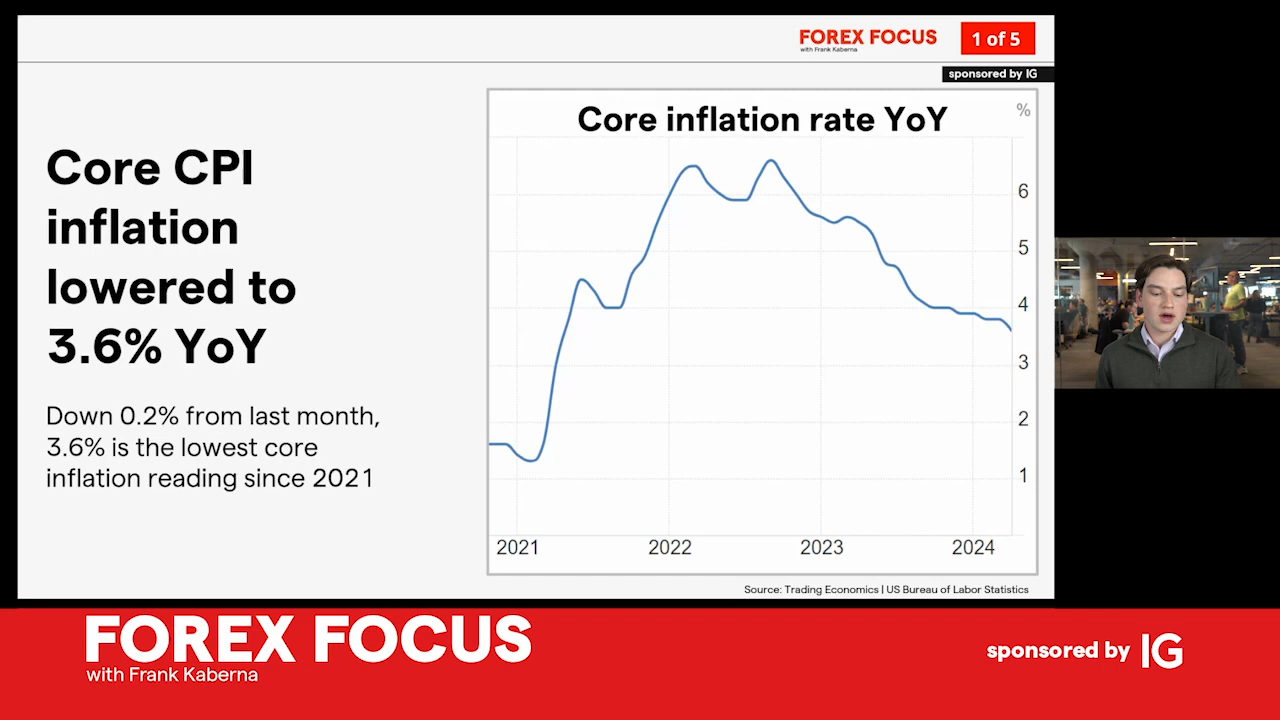 FOREX FOCUS
with Frank Kaberna
1 of 5
sponsored by IG
Core CPI
inflation
lowered to
3.6% YoY
Down 0.2% from last month,
3.6% is the lowest core
inflation reading since 2021
Core inflation rate YoY
%
6
5
4
3
2
1
2021 2022 2023 2024
Source: Trading Economics | US Bureau of Labor Statistics
FOREX FOCUS
with Frank Kaberna
sponsored by IG